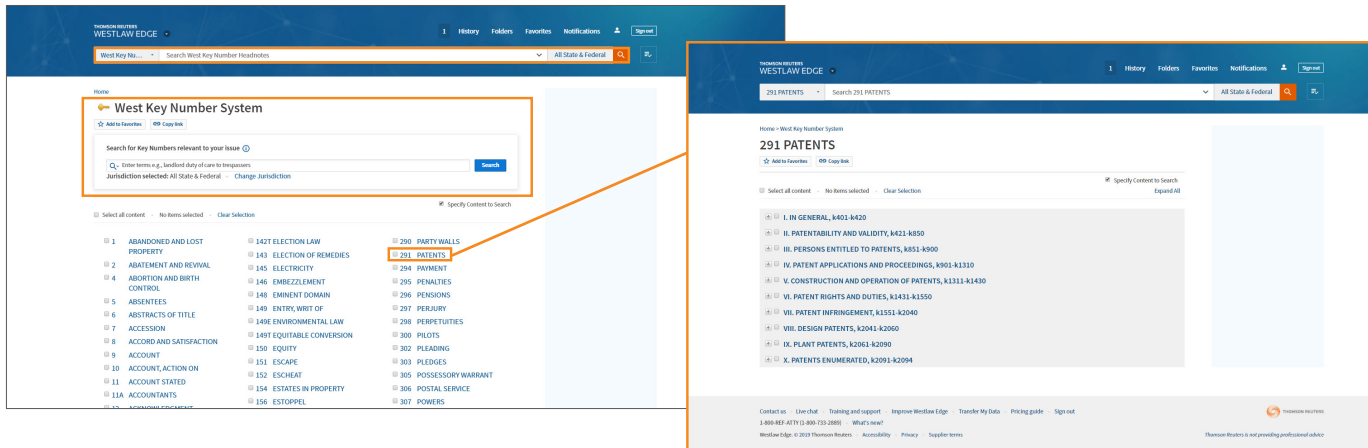 THOMSON REUTERS
WESTLAW EDGE
1 History Folders Favorites Notifications Sign out
West Key Nu... Search West Key Number Headnotes All State & Federal
Home
West Key Number System
Add to Favorites Copy link
Search for Key Numbers relevant to your issue
Enter terms e.g., landlord duty of care to trespassers Search
Jurisdiction selected: All State & Federal - Change Jurisdiction
Specify Content to Search
Select all content - No items selected - Clear Selection
1 ABANDONED AND LOST
PROPERTY
2 ABATEMENT AND REVIVAL
4 ABORTION AND BIRTH
CONTROL
5 ABSENTEES
6 ABSTRACTS OF TITLE
7 ACCESSION
8 ACCORD AND SATISFACTION
9 ACCOUNT
10 ACCOUNT, ACTION ON
11 ACCOUNT STATED
11A ACCOUNTANTS
12 ACKNOWLEDGMENT
142T ELECTION LAW
143 ELECTION OF REMEDIES
145 ELECTRICITY
146 EMBEZZLEMENT
148 EMINENT DOMAIN
149 ENTRY, WRIT OF
149E ENVIRONMENTAL LAW
149T EQUITABLE CONVERSION
150 EQUITY
151 ESCAPE
152 ESCHEAT
154 ESTATES IN PROPERTY
156 ESTOPPEL
290 PARTY WALLS
291 PATENTS
294 PAYMENT
295 PENALTIES
296 PENSIONS
297 PERJURY
298 PERPETUITIES
300 PILOTS
302 PLEADING
303 PLEDGES
305 POSSESSORY WARRANT
306 POSTAL SERVICE
307 POWERS
THOMSON REUTERS
WESTLAW EDGE
1 History Folders Favorites Notifications Sign out
291 PATENTS Search 291 PATENTS All State & Federal
Home > West Key Number System
291 PATENTS
Add to Favorites Copy link
Specify Content to Search
Select all content - No items selected - Clear Selection Expand All
I. IN GENERAL, k401-k420
II. PATENTABILITY AND VALIDITY, k421-k850
III. PERSONS ENTITLED TO PATENTS, k851-k900
IV. PATENT APPLICATIONS AND PROCEEDINGS, k901-k1310
V. CONSTRUCTION AND OPERATION OF PATENTS, k1311-k1430
VI. PATENT RIGHTS AND DUTIES, k1431-k1550
VII. PATENT INFRINGEMENT, k1551-k2040
VIII. DESIGN PATENTS, k2041-k2060
IX. PLANT PATENTS, k2061-k2090
X. PATENTS ENUMERATED, k2091-k2094
Contact us - Live chat - Training and support - Improve Westlaw Edge - Transfer My Data - Pricing guide - Sign out
1-800-REF-ATTY (1-800-733-2889) - What's new?
Westlaw Edge. © 2019 Thomson Reuters - Accessibility - Privacy - Supplier terms
THOMSON REUTERS
Thomson Reuters is not providing professional advice